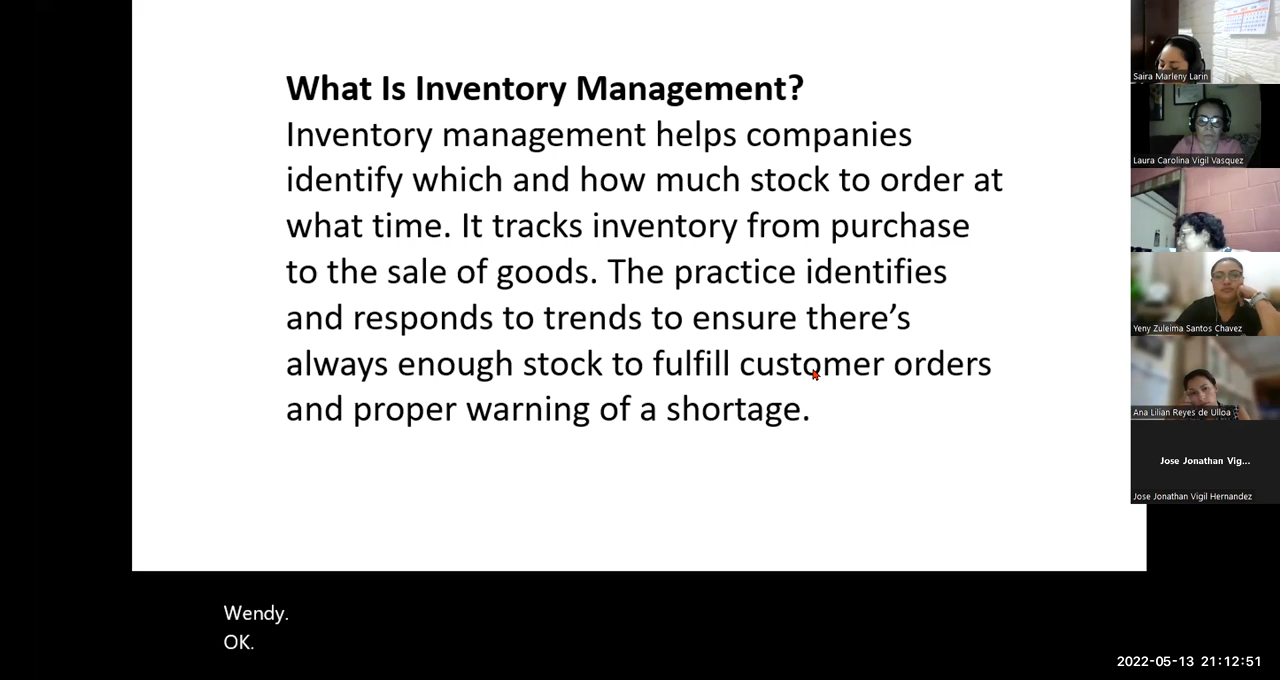 What Is Inventory Management?
Inventory management helps companies
identify which and how much stock to order at
what time. It tracks inventory from purchase
to the sale of goods. The practice identifies
and responds to trends to ensure there’s
always enough stock to fulfill customer orders
and proper warning of a shortage.
Saira Marleny Larin
Laura Carolina Vigil Vasquez
Yeny Zuleima Santos Chavez
Ana Lilian Reyes de Ulloa
Jose Jonathan Vig...
Jose Jonathan Vigil Hernandez
Wendy.
OK.
2022-05-13 21:12:51